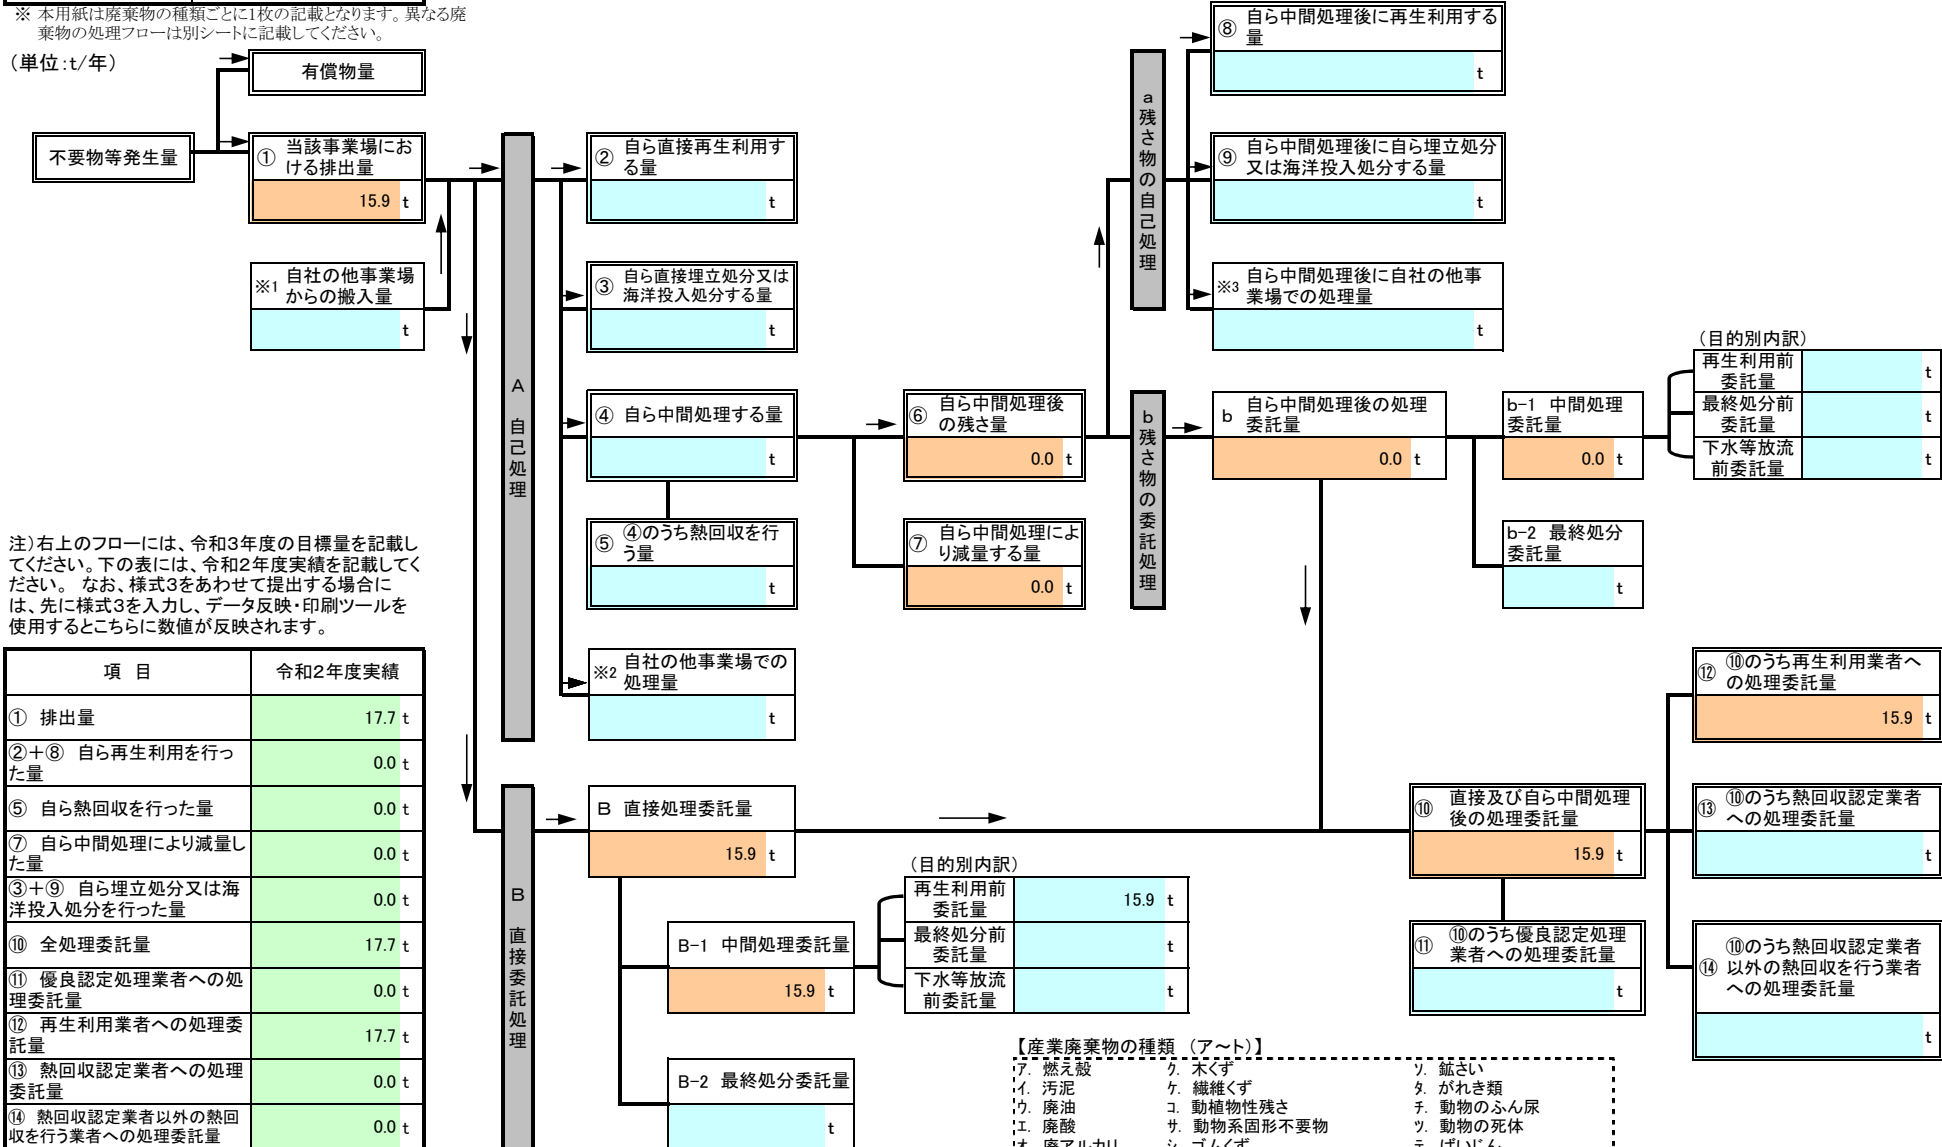 ※ 本用紙は廃棄物の種類ごとに1枚の記載となります。異なる廃
棄物の処理フローは別シートに記載してください。
(単位:t/年)
有償物量
不要物等発生量
① 当該事業場にお
ける排出量
15.9 t
※1 自社の他事業場
からの搬入量
t
A 自己処理
② 自ら直接再生利用す
る量
t
③ 自ら直接埋立処分又は
海洋投入処分する量
t
④ 自ら中間処理する量
t
⑤ ④のうち熱回収を行
う量
t
※2 自社の他事業場での
処理量
t
⑥ 自ら中間処理後
の残さ量
0.0 t
⑦ 自ら中間処理によ
り減量する量
0.0 t
a 残さ物の自己処理
⑧ 自ら中間処理後に再生利用する
量
t
⑨ 自ら中間処理後に自ら埋立処分
又は海洋投入処分する量
t
※3 自ら中間処理後に自社の他事
業場での処理量
t
b 残さ物の委託処理
b 自ら中間処理後の処理
委託量
0.0 t
b-1 中間処理
委託量
0.0 t
(目的別内訳)
再生利用前
委託量
t
最終処分前
委託量
t
下水等放流
前委託量
t
b-2 最終処分
委託量
t
注)右上のフローには、令和3年度の目標量を記載し
てください。下の表には、令和2年度実績を記載してく
ださい。 なお、様式3をあわせて提出する場合に
は、先に様式3を入力し、データ反映・印刷ツールを
使用するとこちらに数値が反映されます。
項 目 令和2年度実績
① 排出量 17.7 t
②+⑧ 自ら再生利用を行っ
た量 0.0 t
⑤ 自ら熱回収を行った量 0.0 t
⑦ 自ら中間処理により減量し
た量 0.0 t
③+⑨ 自ら埋立処分又は海
洋投入処分を行った量 0.0 t
⑩ 全処理委託量 17.7 t
⑪ 優良認定処理業者への処
理委託量 0.0 t
⑫ 再生利用業者への処理委
託量 17.7 t
⑬ 熱回収認定業者への処理
委託量 0.0 t
⑭ 熱回収認定業者以外の熱回
収を行う業者への処理委託量 0.0 t
B 直接委託処理
B 直接処理委託量
15.9 t
B-1 中間処理委託量
15.9 t
(目的別内訳)
再生利用前
委託量
15.9 t
最終処分前
委託量
t
下水等放流
前委託量
t
B-2 最終処分委託量
t
⑩ 直接及び自ら中間処理
後の処理委託量
15.9 t
⑪ ⑩のうち優良認定処理
業者への処理委託量
t
⑫ ⑩のうち再生利用業者へ
の処理委託量
15.9 t
⑬ ⑩のうち熱回収認定業者
への処理委託量
t
⑭ ⑩のうち熱回収認定業者
以外の熱回収を行う業者
への処理委託量
t
【産業廃棄物の種類 (ア～ト)】
ア. 燃え殻 ク. 木くず ソ. 鉱さい
イ. 汚泥 ケ. 繊維くず タ. がれき類
ウ. 廃油 コ. 動植物性残さ チ. 動物のふん尿
エ. 廃酸 サ. 動物系固形不要物 ツ. 動物の死体
オ. 廃アルカリ シ. ゴムくず テ. ばいじん